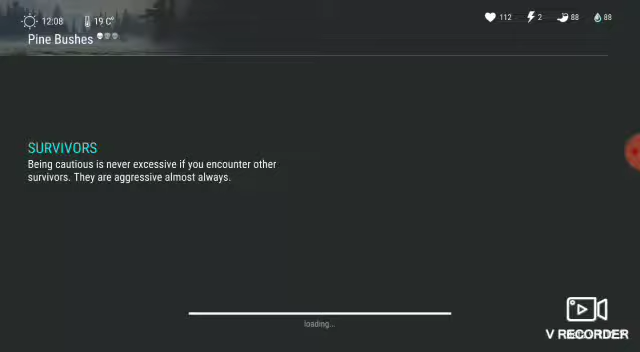 12:08 19 C° 112 2 88 88
Pine Bushes
SURVIVORS
Being cautious is never excessive if you encounter other
survivors. They are aggressive almost always.
loading...
V RECORDER